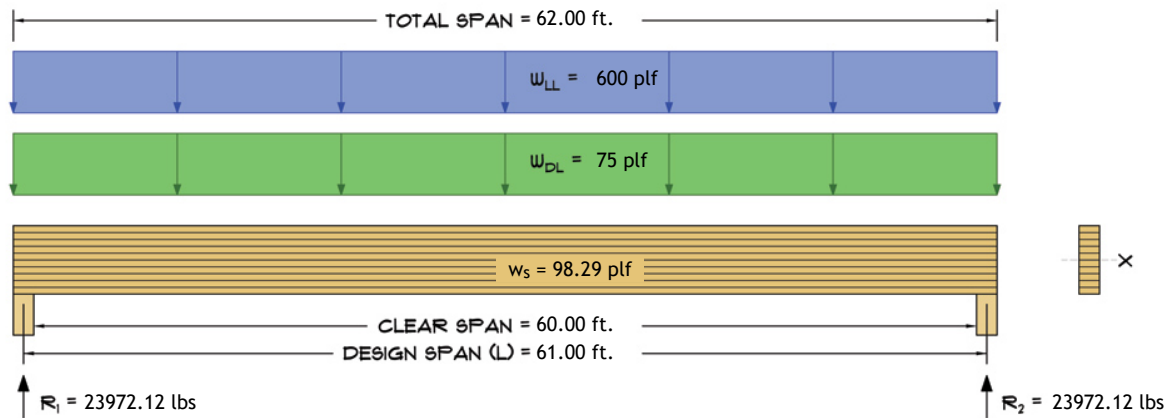 TOTAL SPAN = 62.00 ft.
wLL = 600 plf
wDL = 75 plf
ws = 98.29 plf
X
CLEAR SPAN = 60.00 ft.
DESIGN SPAN (L) = 61.00 ft.
R1 = 23972.12 lbs
R2 = 23972.12 lbs